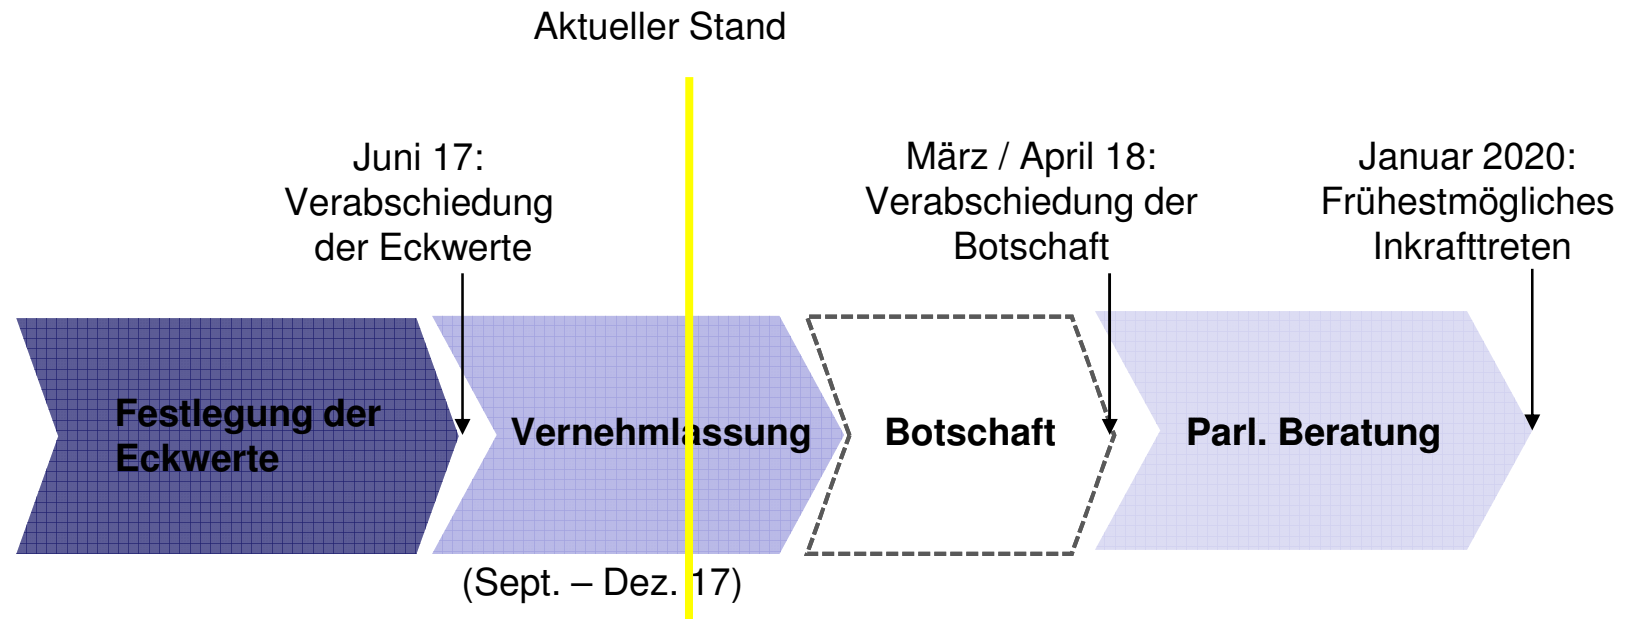 Aktueller Stand
Juni 17:
Verabschiedung
der Eckwerte
März / April 18:
Verabschiedung der
Botschaft
Januar 2020:
Frühestmögliches
Inkrafttreten
Festlegung der
Eckwerte
Vernehmlassung
Botschaft
Parl. Beratung
(Sept. – Dez. 17)